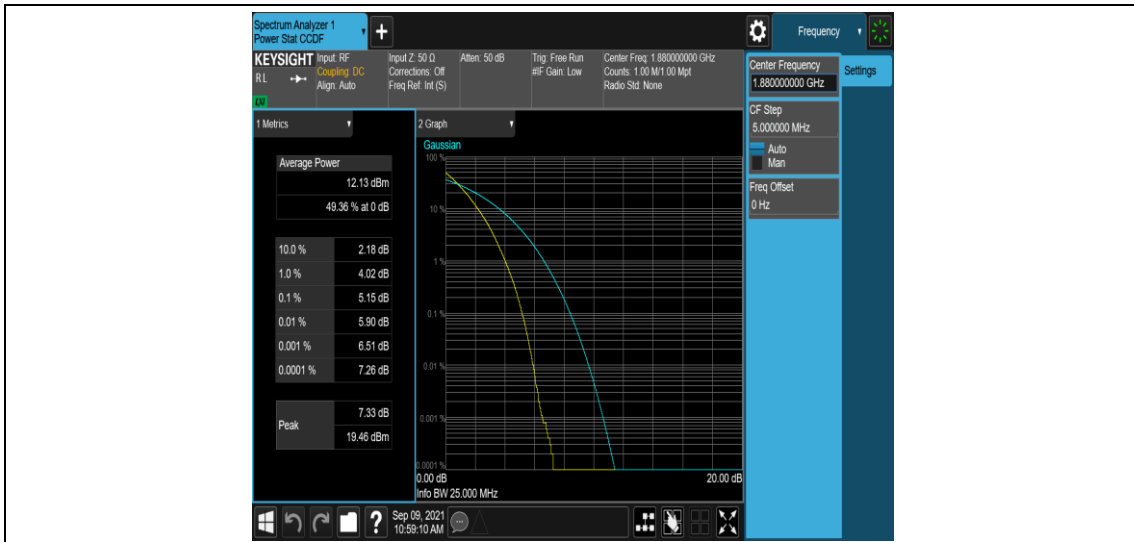 Spectrum Analyzer 1
Power Stat CCDF
+
Frequency
KEYSIGHT
RL
LXI
Input: RF
Coupling: DC
Align: Auto
Input Z: 50 Ω
Corrections: Off
Freq Ref: Int (S)
Atten: 50 dB
Trig: Free Run
#IF Gain: Low
Center Freq: 1.880000000 GHz
Counts: 1.00 M/1.00 Mpt
Radio Std: None
Center Frequency
1.880000000 GHz
Settings
CF Step
5.000000 MHz
Auto
Man
Freq Offset
0 Hz
1 Metrics
Average Power
12.13 dBm
49.36 % at 0 dB
10.0 % 2.18 dB
1.0 % 4.02 dB
0.1 % 5.15 dB
0.01 % 5.90 dB
0.001 % 6.51 dB
0.0001 % 7.26 dB
Peak
7.33 dB
19.46 dBm
2 Graph
Gaussian
100 %
10 %
1 %
0.1 %
0.01 %
0.001 %
0.0001 %
0.00 dB
20.00 dB
Info BW 25.000 MHz
?
Sep 09, 2021
10:59:10 AM